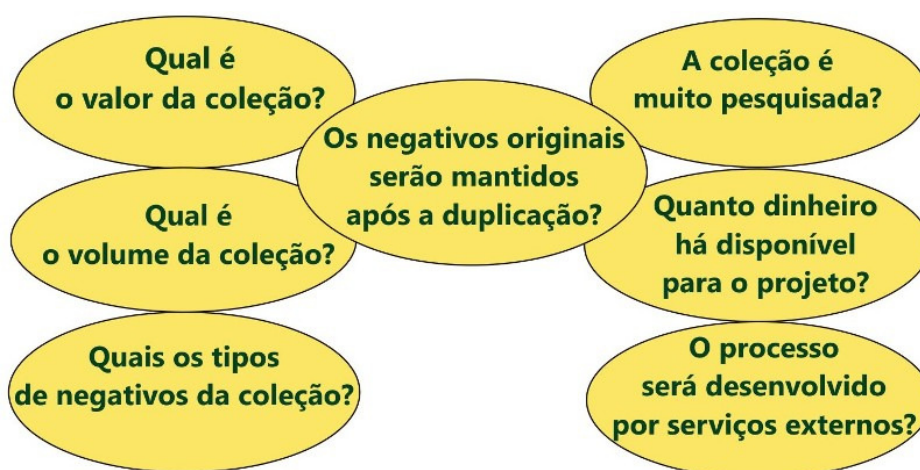 Qual é
o valor da coleção?
Qual é
o volume da coleção?
Quais os tipos
de negativos da coleção?
Os negativos originais
serão mantidos
após a duplicação?
A coleção é
muito pesquisada?
Quanto dinheiro
há disponível
para o projeto?
O processo
será desenvolvido
por serviços externos?